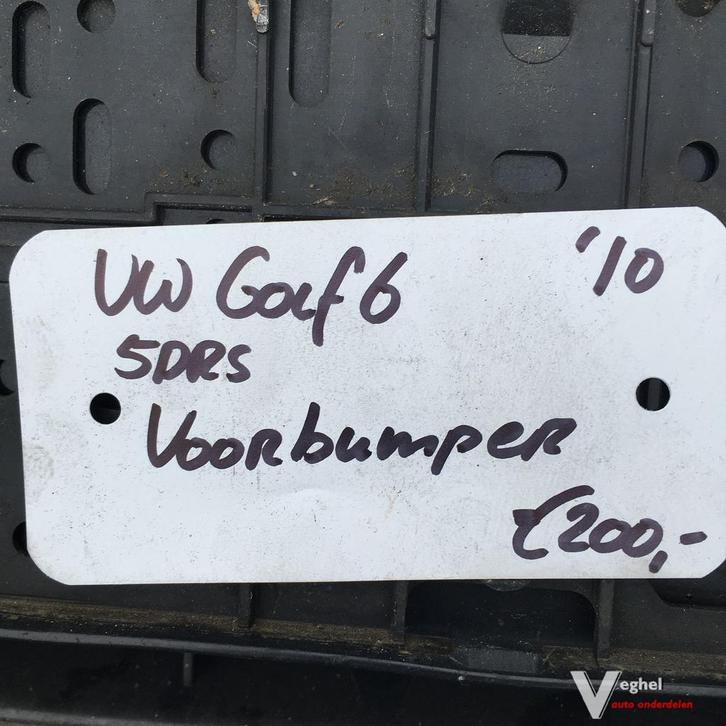 VW Golf 6 '10
5DRS
Voorbumper
€200,-
Veghel
auto onderdelen